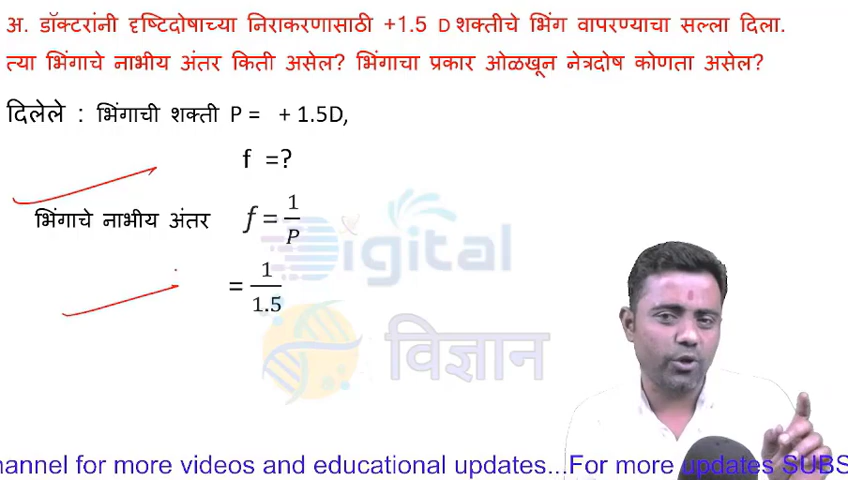 अ. डॉक्टरांनी दृष्टिदोषाच्या निराकरणासाठी +1.5 D शक्तीचे भिंग वापरण्याचा सल्ला दिला.
त्या भिंगाचे नाभीय अंतर किती असेल? भिंगाचा प्रकार ओळखून नेत्रदोष कोणता असेल?
दिलेले : भिंगाची शक्ती P = + 1.5D,
f =?
भिंगाचे नाभीय अंतर f = 1/P
= 1/1.5
Digital
विज्ञान
hannel for more videos and educational updates...For more updates SUBS